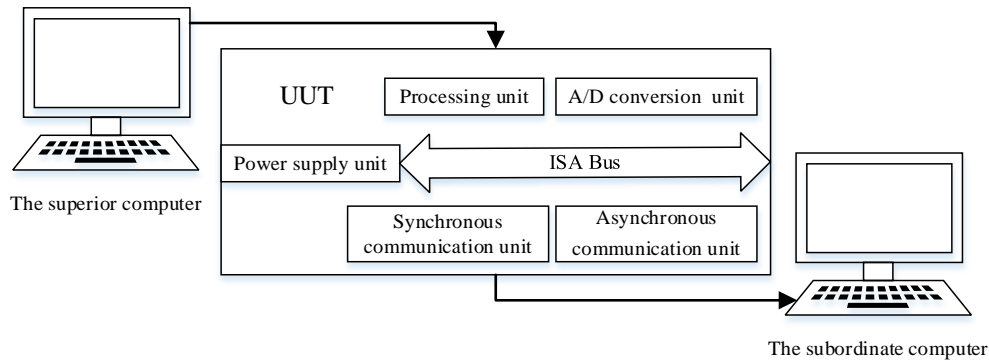 UUT
Processing unit
A/D conversion unit
Power supply unit
ISA Bus
The superior computer
Synchronous
communication unit
Asynchronous
communication unit
The subordinate computer